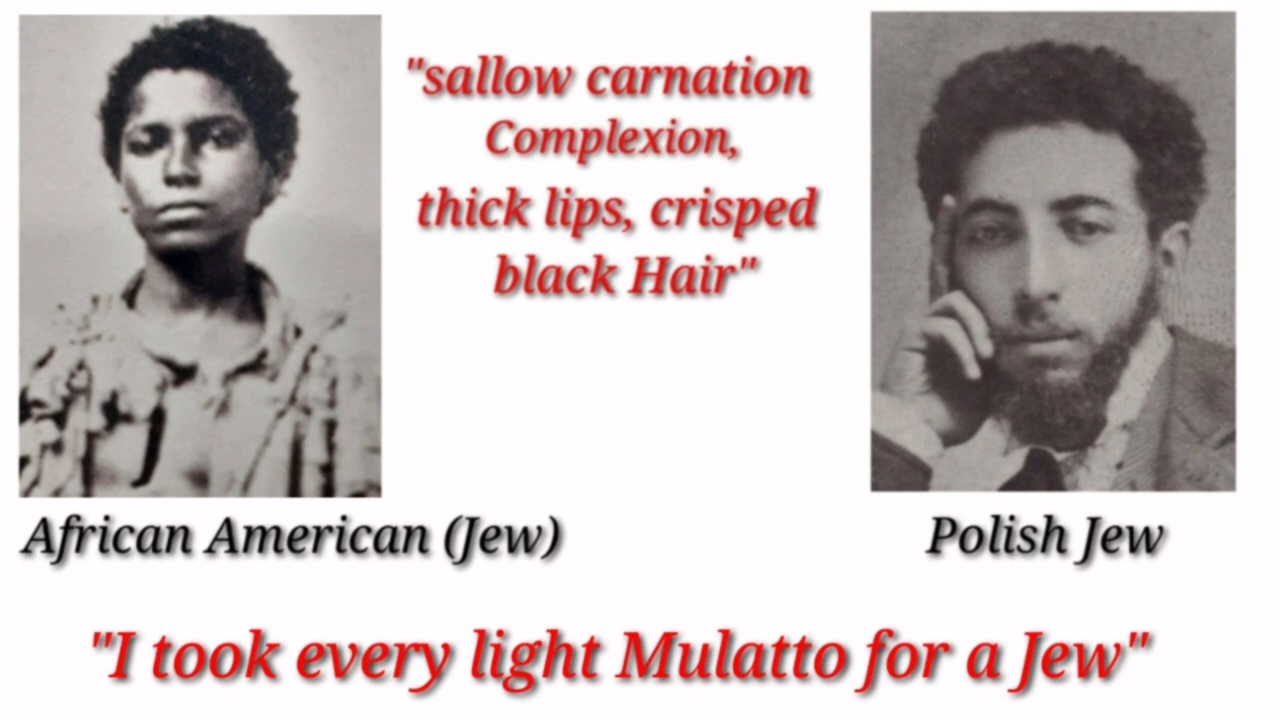 "sallow carnation
Complexion,
thick lips, crisped
black Hair"
African American (Jew)
Polish Jew
"I took every light Mulatto for a Jew"